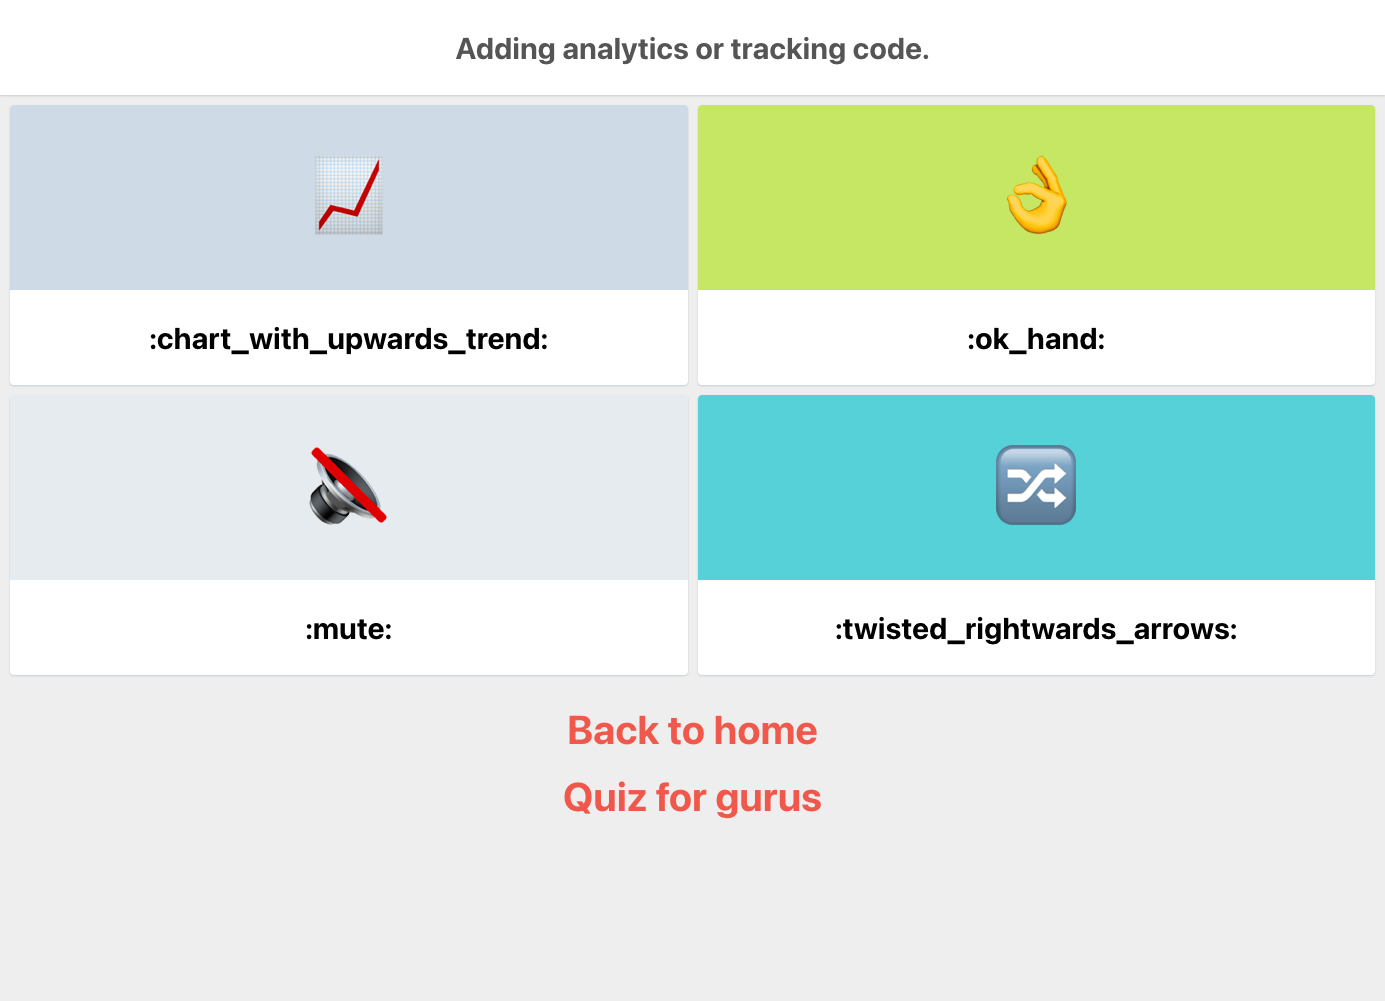 Adding analytics or tracking code.
:chart_with_upwards_trend:
:ok_hand:
:mute:
:twisted_rightwards_arrows:
Back to home
Quiz for gurus